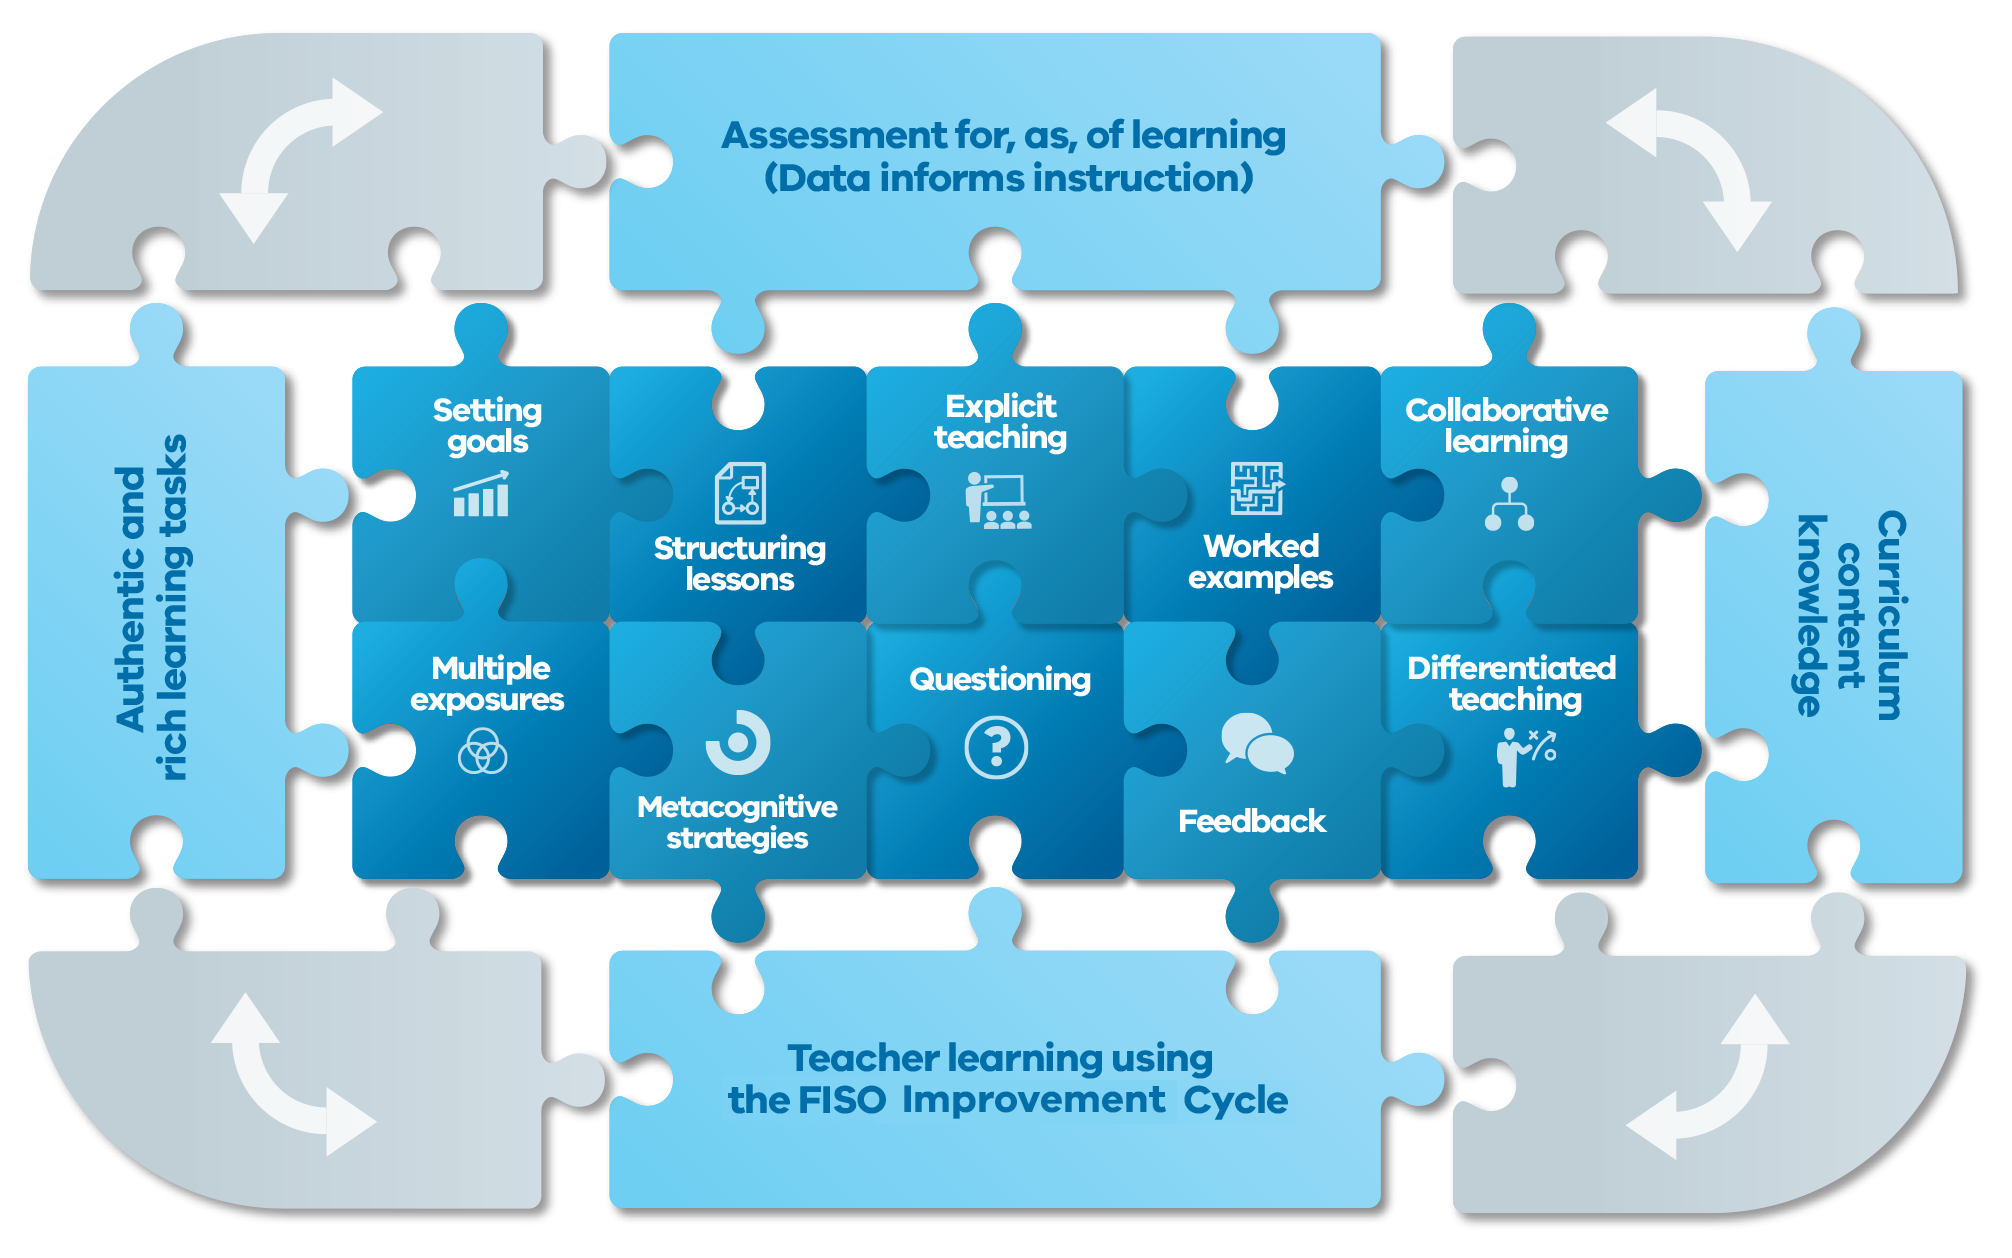 Assessment for, as, of learning
(Data informs instruction)
Authentic and
rich learning tasks
Setting
goals
Structuring
lessons
Explicit
teaching
Worked
examples
Collaborative
learning
Multiple
exposures
Metacognitive
strategies
Questioning
?
Feedback
Differentiated
teaching
Curriculum
content
knowledge
Teacher learning using
the FISO Improvement Cycle